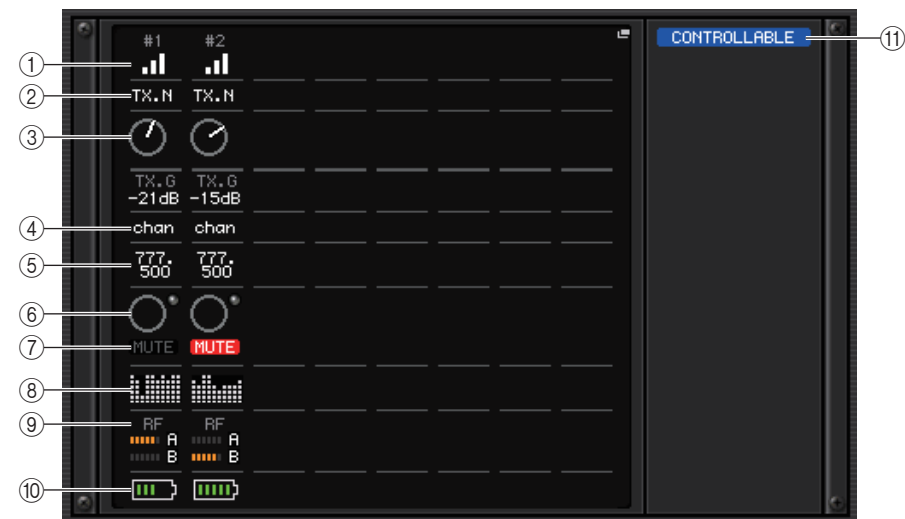 #1 #2 CONTROLLABLE ⑪
①
② TX.N TX.N
③
TX.G TX.G
-21dB -15dB
④ chan chan
⑤ 777. 777.
500 500
⑥
⑦ MUTE MUTE
⑧
⑨ RF RF
A A
B B
⑩